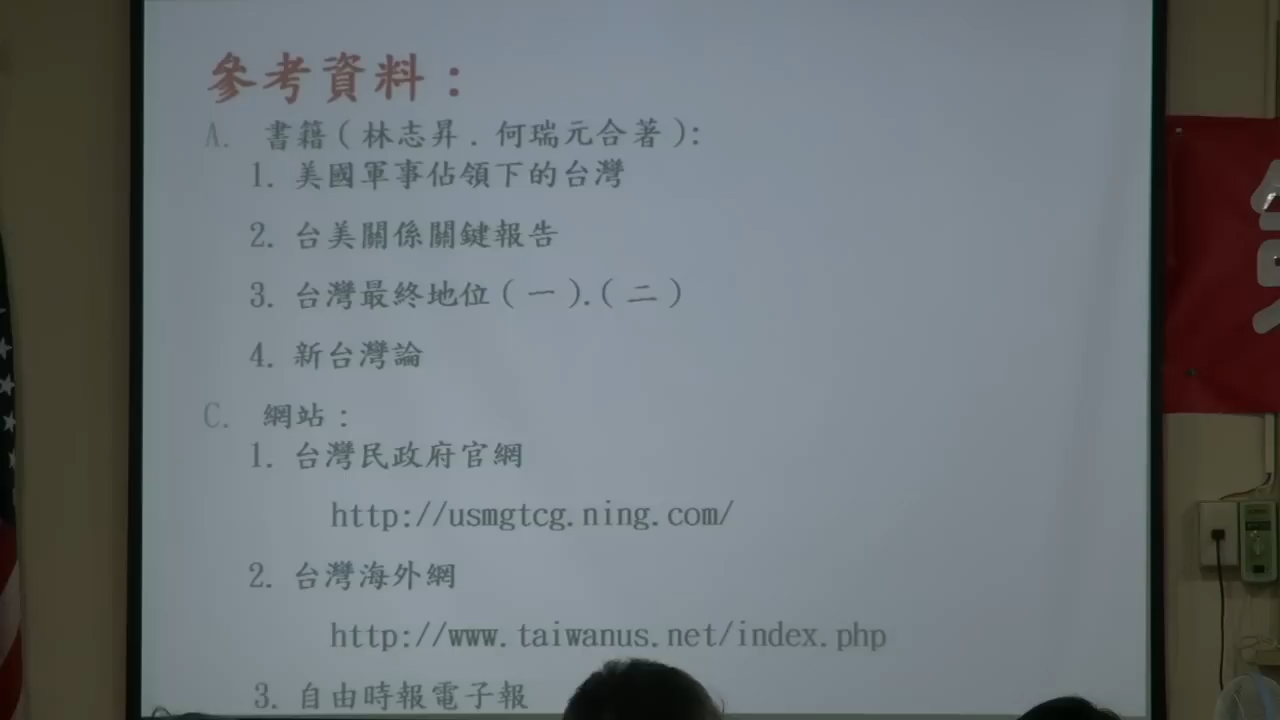 參考資料：
A. 書籍(林志昇．何瑞元合著):
1. 美國軍事佔領下的台灣
2. 台美關係關鍵報告
3. 台灣最終地位(一).(二)
4. 新台灣論
C. 網站：
1. 台灣民政府官網
http://usmgtcg.ning.com/
2. 台灣海外網
http://www.taiwanus.net/index.php
3. 自由時報電子報